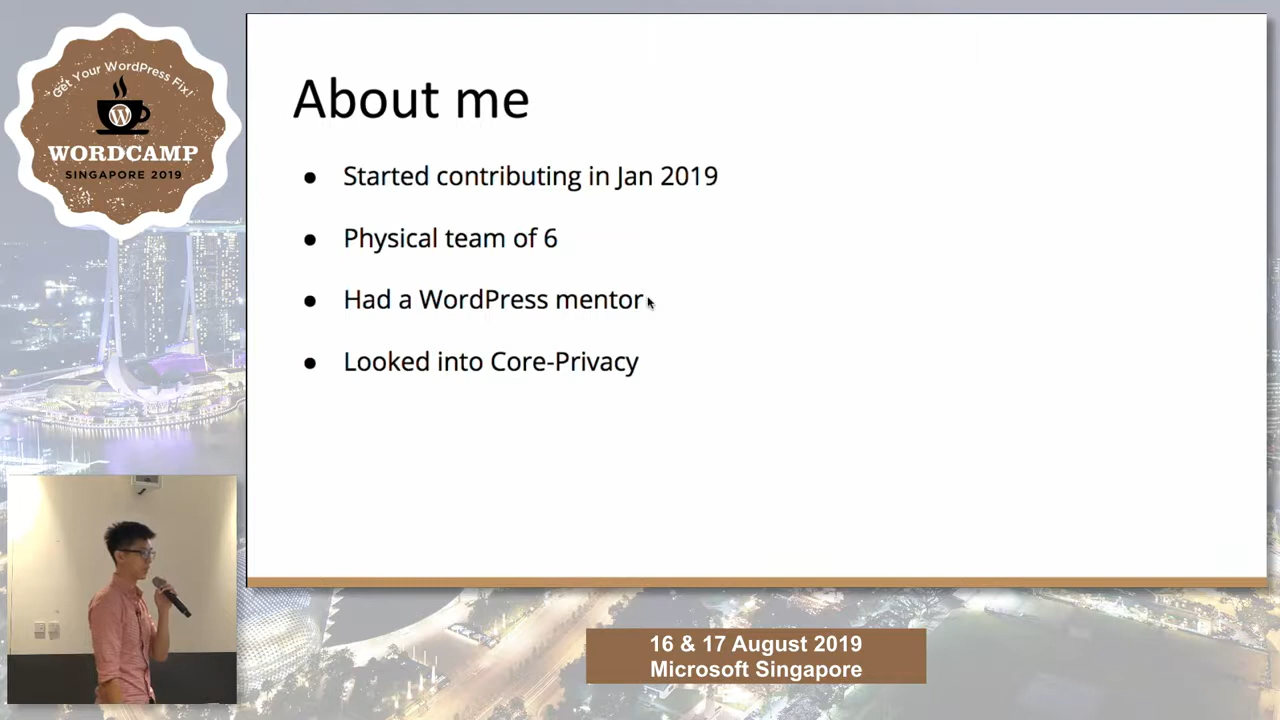 Get Your WordPress Fix!
WORDCAMP
SINGAPORE 2019
About me
● Started contributing in Jan 2019
● Physical team of 6
● Had a WordPress mentor
● Looked into Core-Privacy
16 & 17 August 2019
Microsoft Singapore